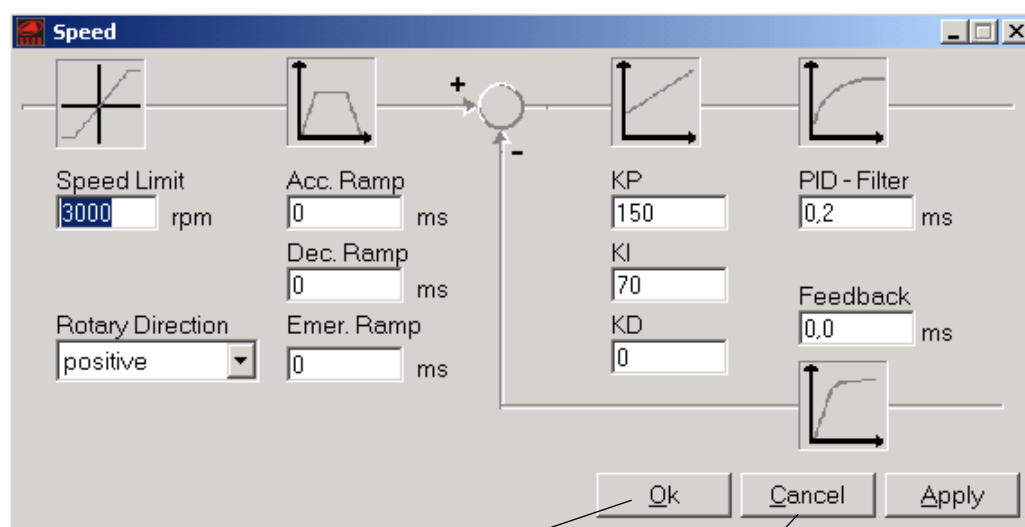 Speed
+
-
Speed Limit
3000 rpm
Rotary Direction
positive
Acc. Ramp
0 ms
Dec. Ramp
0 ms
Emer. Ramp
0 ms
KP
150
KI
70
KD
0
PID - Filter
0,2 ms
Feedback
0,0 ms
Ok Cancel Apply